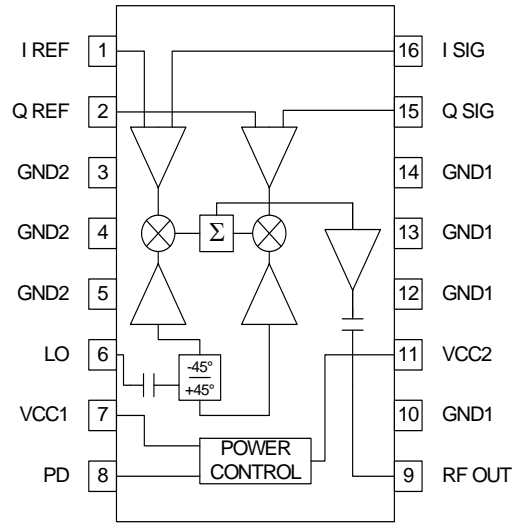 I REF 1 16 I SIG
Q REF 2 15 Q SIG
GND2 3 14 GND1
GND2 4 Σ 13 GND1
GND2 5 12 GND1
LO 6 11 VCC2
-45°
+45°
VCC1 7 10 GND1
POWER
CONTROL
PD 8 9 RF OUT